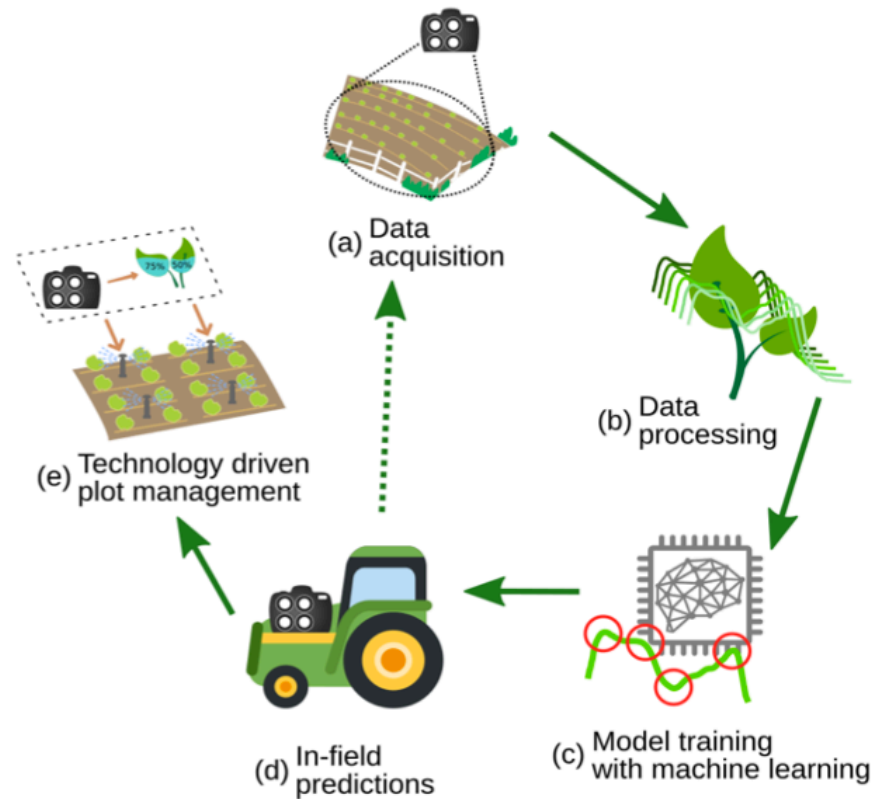 (a) Data
acquisition
(b) Data
processing
(c) Model training
with machine learning
(d) In-field
predictions
75% 50%
(e) Technology driven
plot management